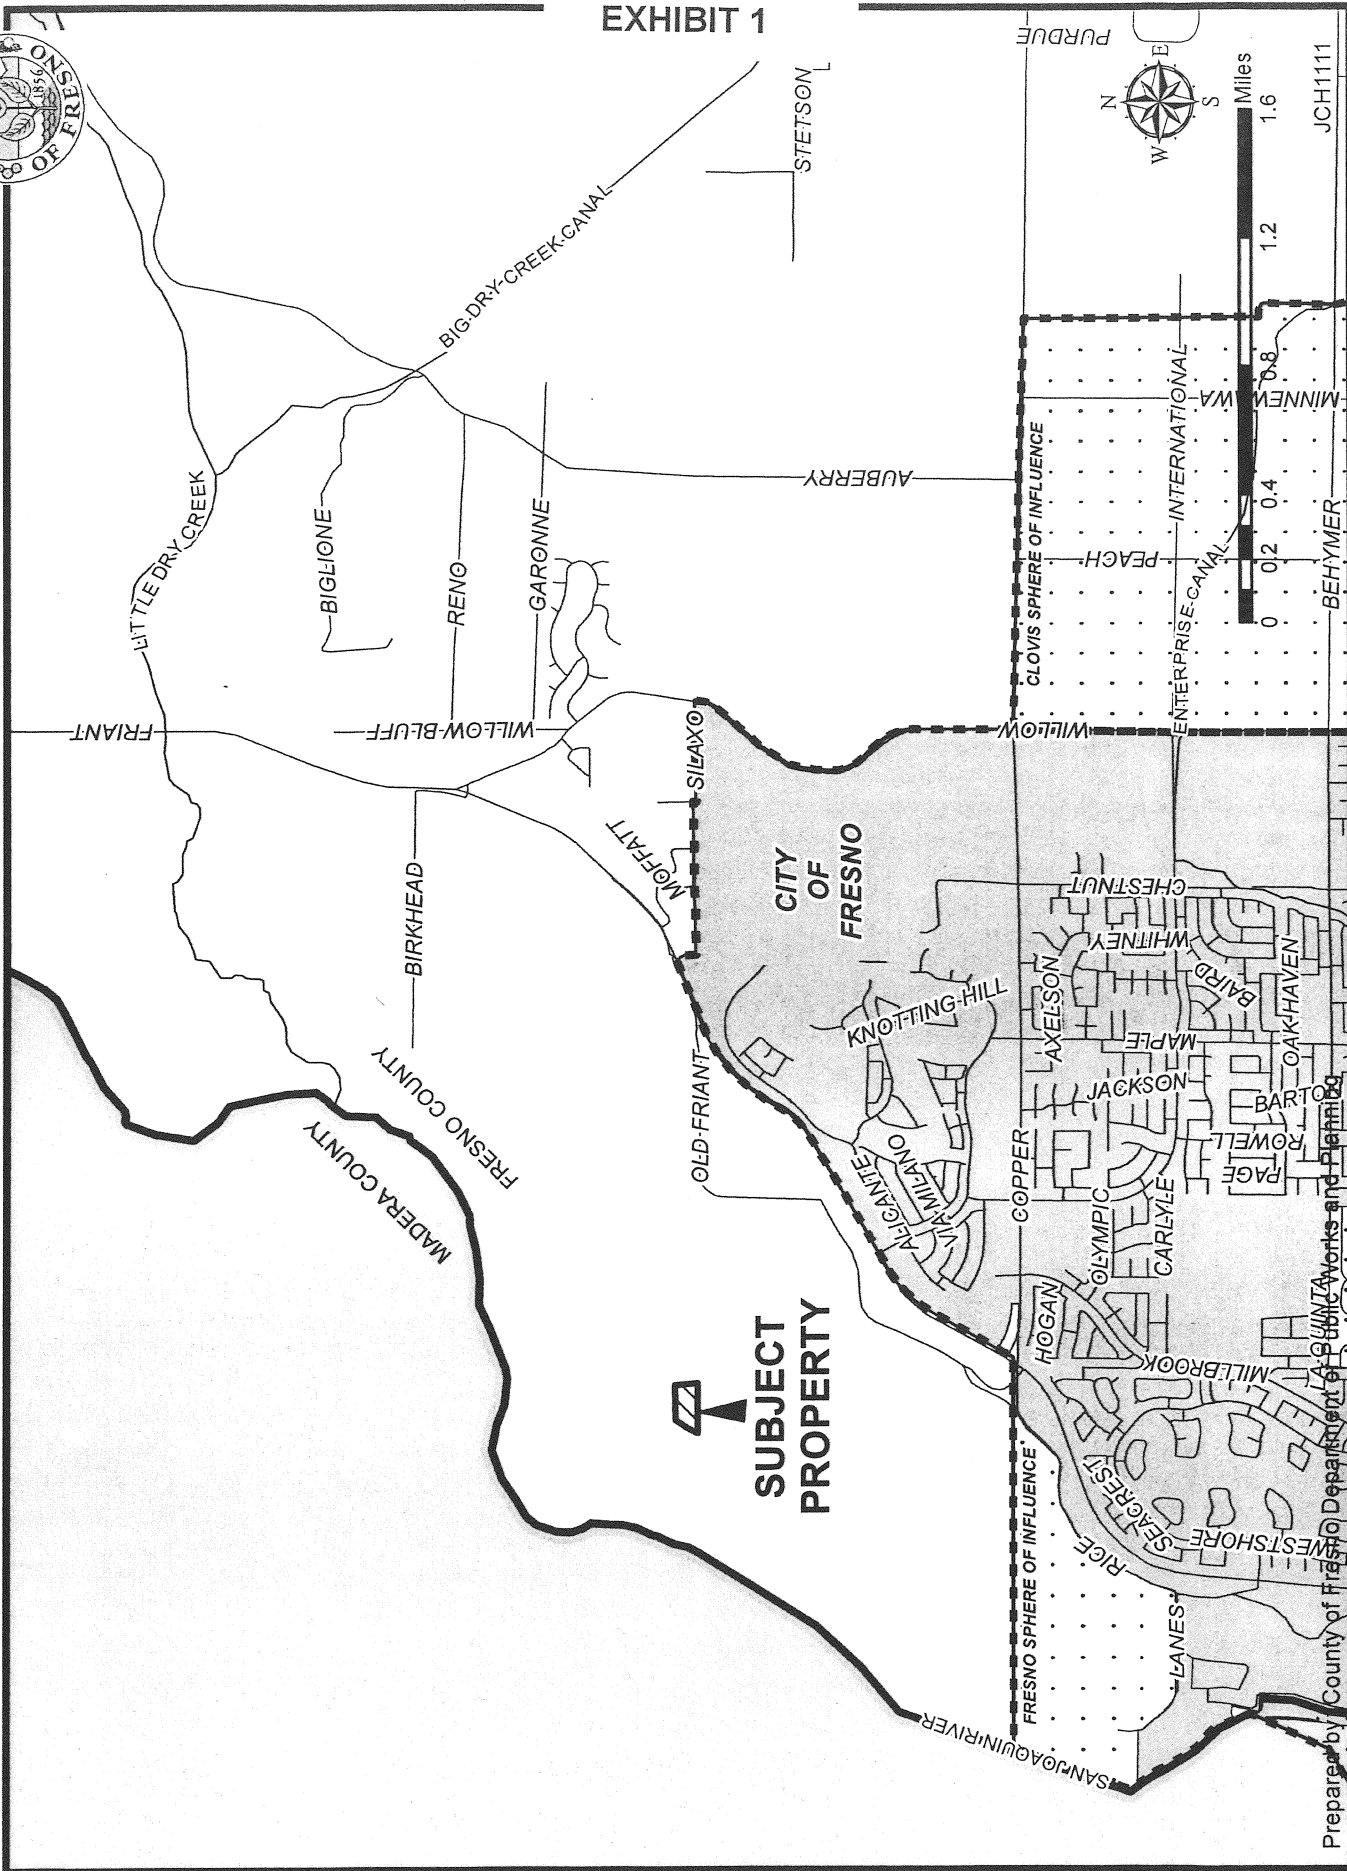 EXHIBIT 1
OF FRESNO
1856
LITTLE DRY CREEK
FRIANT
BIGLIONE
RENO
GARONNE
WILLOW BLUFF
BIG DRY CREEK CANAL
STETSON
AUBERRY
BIRKHEAD
MOFFATT
SILAXO
MADERA COUNTY
FRESNO COUNTY
OLD FRIANT
CITY
OF
FRESNO
KNOTTING HILL
ALICANTE
VIA MILANO
SUBJECT
PROPERTY
SAN JOAQUIN RIVER
FRESNO SPHERE OF INFLUENCE
CLOVIS SPHERE OF INFLUENCE
COPPER
WILLOW
PEACH
MINNEWAWA
INTERNATIONAL
ENTERPRISE CANAL
BEHYMER
PURDUE
CHESTNUT
WHITNEY
AXELSON
MAPLE
BAIRD
OAK HAVEN
JACKSON
BARTO
ROWELL
PAGE
OLYMPIC
CARLYLE
HOGAN
MILLBROOK
LA QUINTA
SEACREST
RICE
WESTSHORE
LANES
N
W
E
S
0
0.2
0.4
0.8
1.2
1.6
Miles
Prepared by: County of Fresno Department of Public Works and Planning
JCH1111